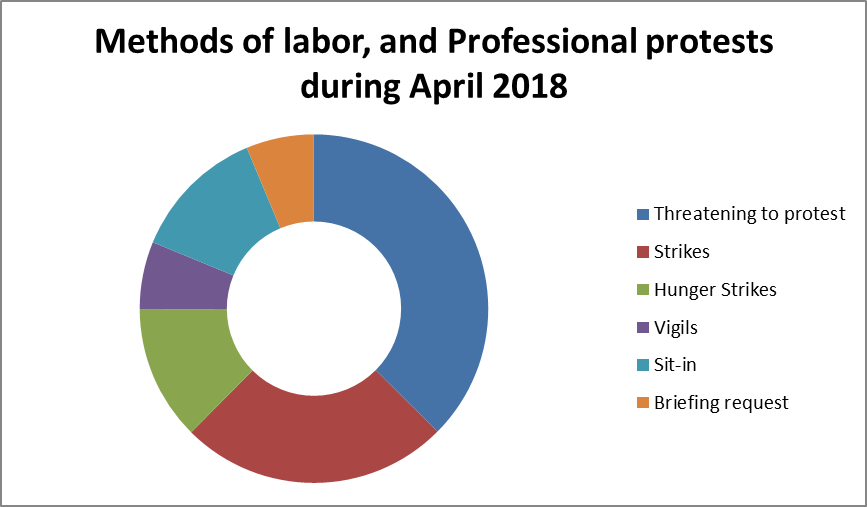 Methods of labor, and Professional protests
during April 2018
Threatening to protest
Strikes
Hunger Strikes
Vigils
Sit-in
Briefing request